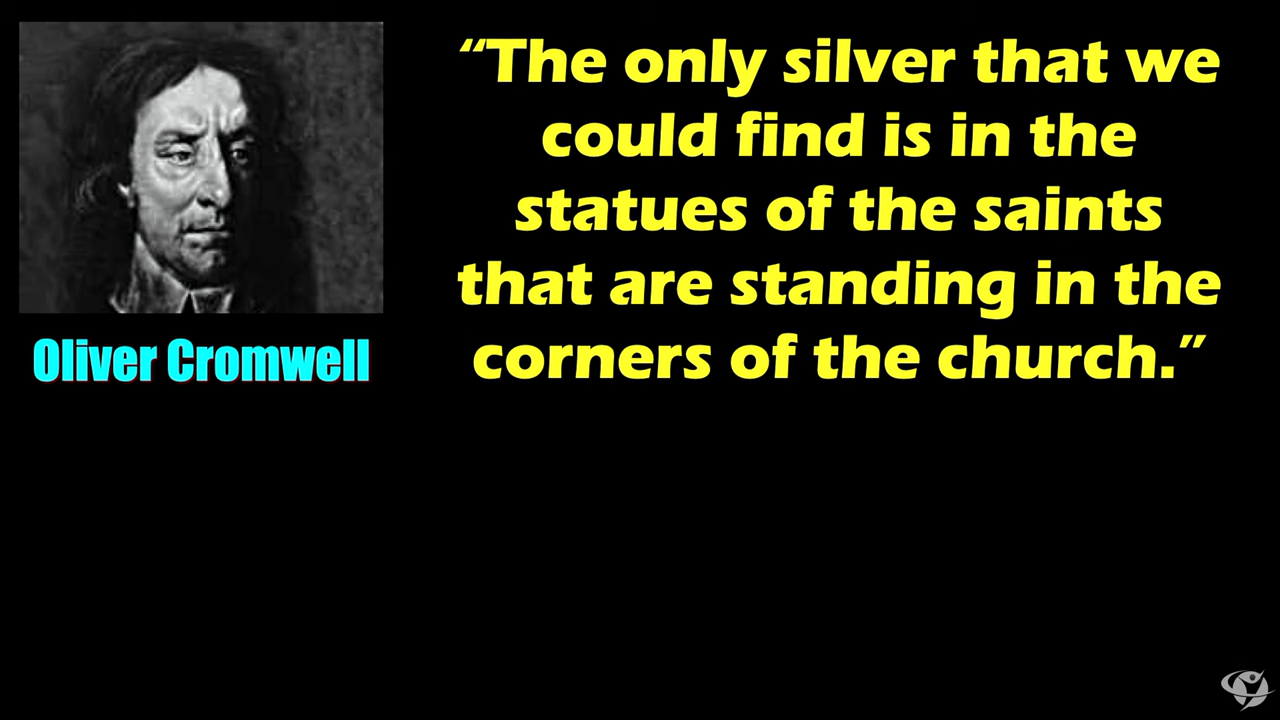 “The only silver that we
could find is in the
statues of the saints
that are standing in the
corners of the church.”
Oliver Cromwell